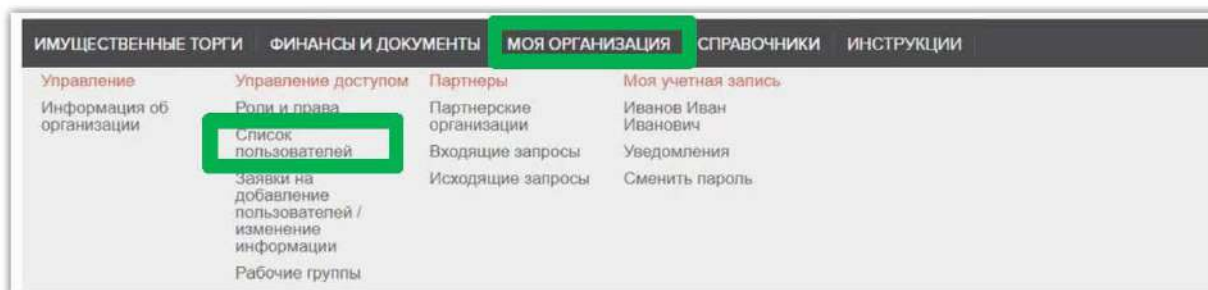 ИМУЩЕСТВЕННЫЕ ТОРГИ ФИНАНСЫ И ДОКУМЕНТЫ МОЯ ОРГАНИЗАЦИЯ СПРАВОЧНИКИ ИНСТРУКЦИИ
Управление
Информация об
организации
Управление доступом
Роли и права
Список
пользователей
Заявки на
добавление
пользователей /
изменение
информации
Рабочие группы
Партнеры
Партнерские
организации
Входящие запросы
Исходящие запросы
Моя учетная запись
Иванов Иван
Иванович
Уведомления
Сменить пароль